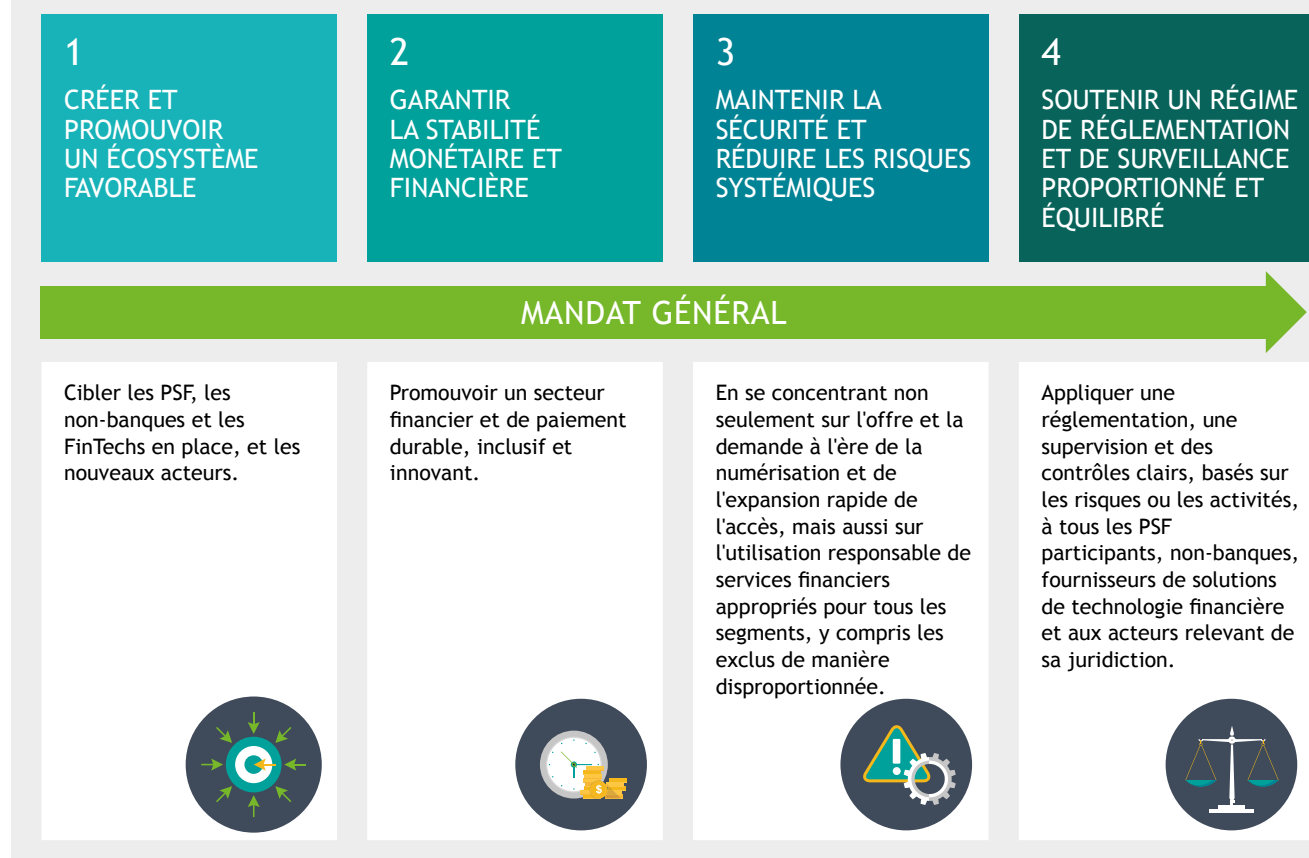 1
CRÉER ET
PROMOUVOIR
UN ÉCOSYSTÈME
FAVORABLE
2
GARANTIR
LA STABILITÉ
MONÉTAIRE ET
FINANCIÈRE
3
MAINTENIR LA
SÉCURITÉ ET
RÉDUIRE LES RISQUES
SYSTÉMIQUES
4
SOUTENIR UN RÉGIME
DE RÉGLEMENTATION
ET DE SURVEILLANCE
PROPORTIONNÉ ET
ÉQUILIBRÉ
MANDAT GÉNÉRAL
Cibler les PSF, les
non-banques et les
FinTechs en place, et les
nouveaux acteurs.
Promouvoir un secteur
financier et de paiement
durable, inclusif et
innovant.
En se concentrant non
seulement sur l'offre et la
demande à l'ère de la
numérisation et de
l'expansion rapide de
l'accès, mais aussi sur
l'utilisation responsable de
services financiers
appropriés pour tous les
segments, y compris les
exclus de manière
disproportionnée.
Appliquer une
réglementation, une
supervision et des
contrôles clairs, basés sur
les risques ou les activités,
à tous les PSF
participants, non-banques,
fournisseurs de solutions
de technologie financière
et aux acteurs relevant de
sa juridiction.
$